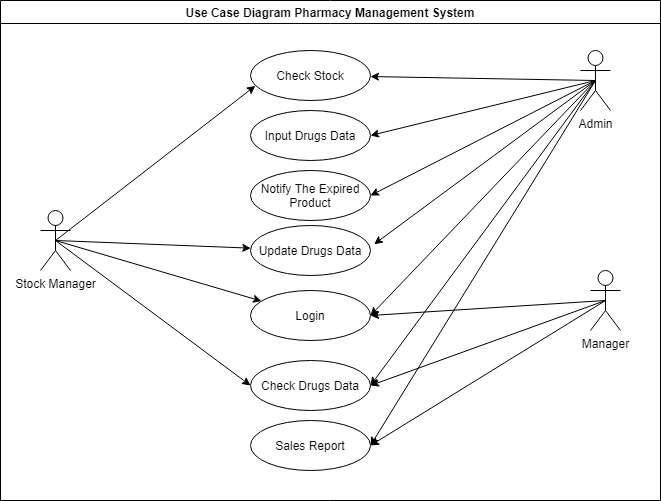 Use Case Diagram Pharmacy Management System
Check Stock
Admin
Input Drugs Data
Notify The Expired
Product
Update Drugs Data
Stock Manager
Login
Manager
Check Drugs Data
Sales Report